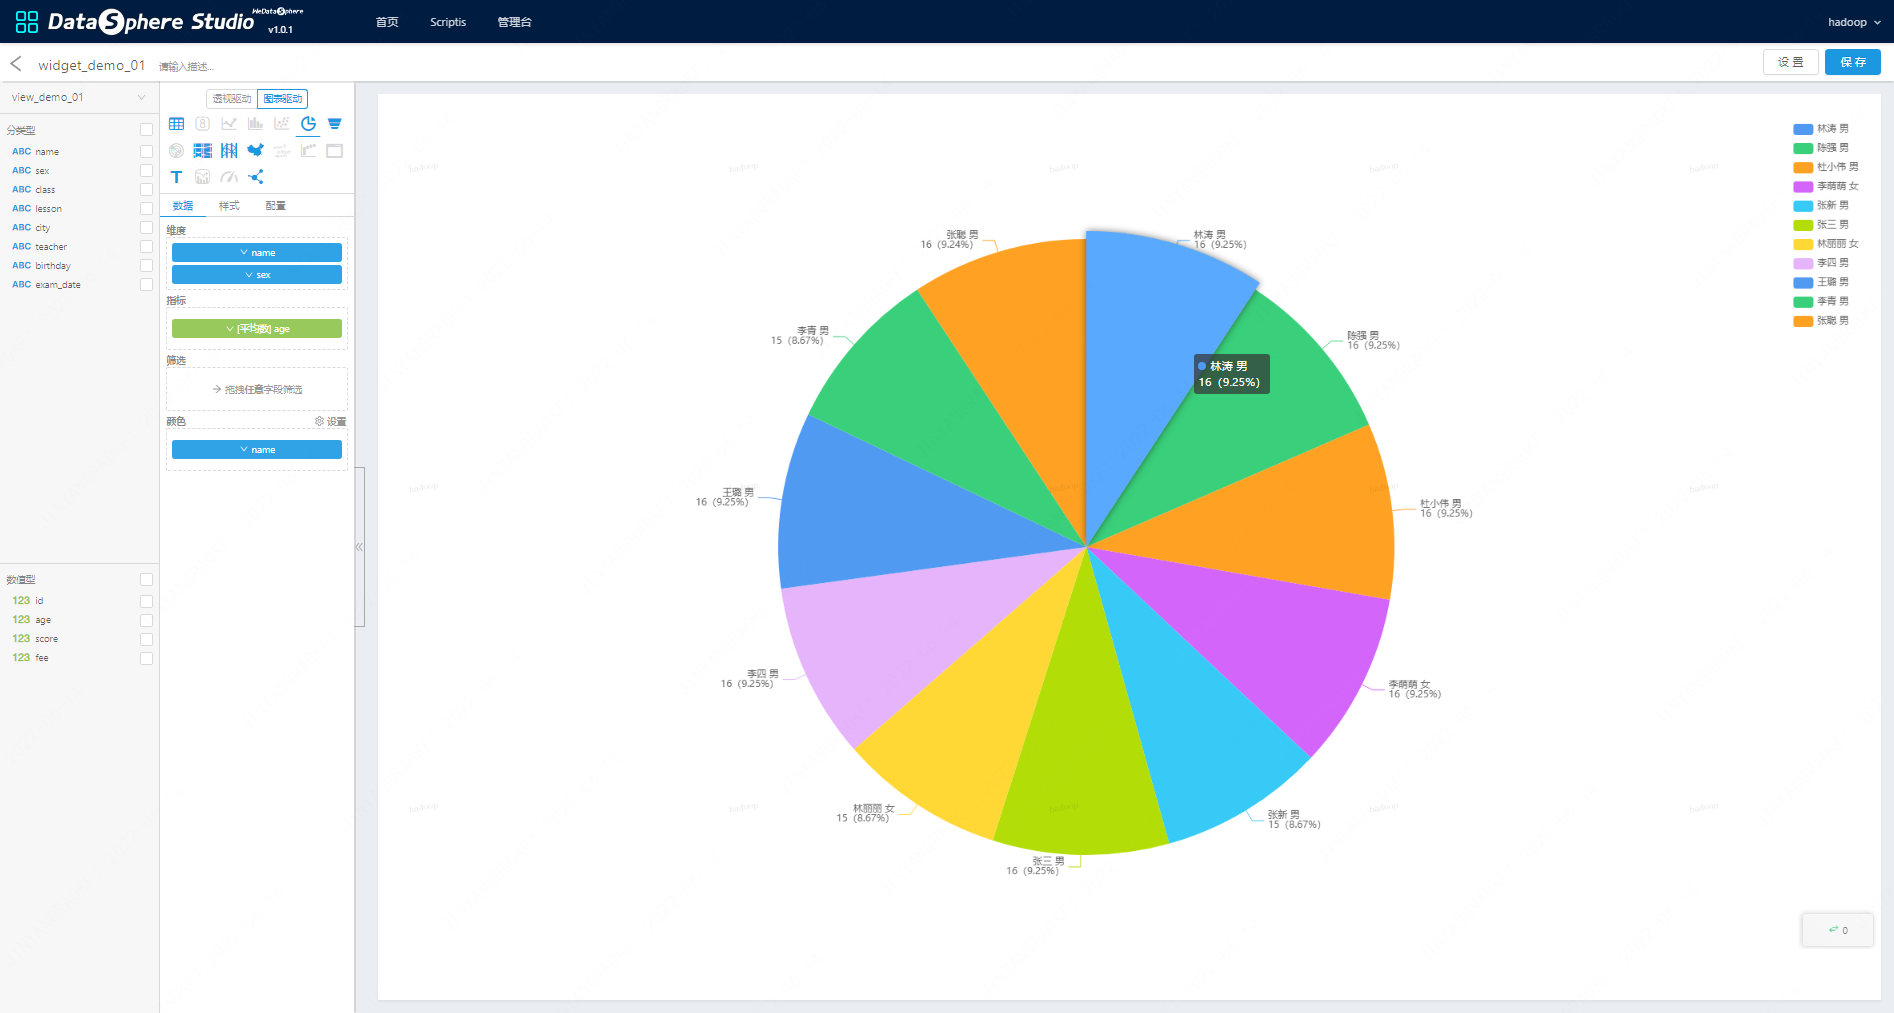 DataSphere Studio
WeDataSphere
v1.0.1
首页
Scriptis
管理台
hadoop
widget_demo_01
请输入描述...
设 置
保 存
view_demo_01
分类型
ABC name
ABC sex
ABC class
ABC lesson
ABC city
ABC teacher
ABC birthday
ABC exam_date
数值型
123 id
123 age
123 score
123 fee
透视驱动
图表驱动
数据
样式
配置
维度
name
sex
指标
[平均数] age
筛选
拖拽任意字段筛选
颜色
设置
name
林涛 男
16（9.25%）
陈强 男
16（9.25%）
杜小伟 男
16（9.25%）
李萌萌 女
16（9.25%）
张新 男
15（8.67%）
张三 男
16（9.25%）
林丽丽 女
15（8.67%）
李四 男
16（9.25%）
王璐 男
16（9.25%）
李青 男
15（8.67%）
张聪 男
16（9.24%）
林涛 男
16（9.25%）
林涛 男
陈强 男
杜小伟 男
李萌萌 女
张新 男
张三 男
林丽丽 女
李四 男
王璐 男
李青 男
张聪 男
0
hadoop